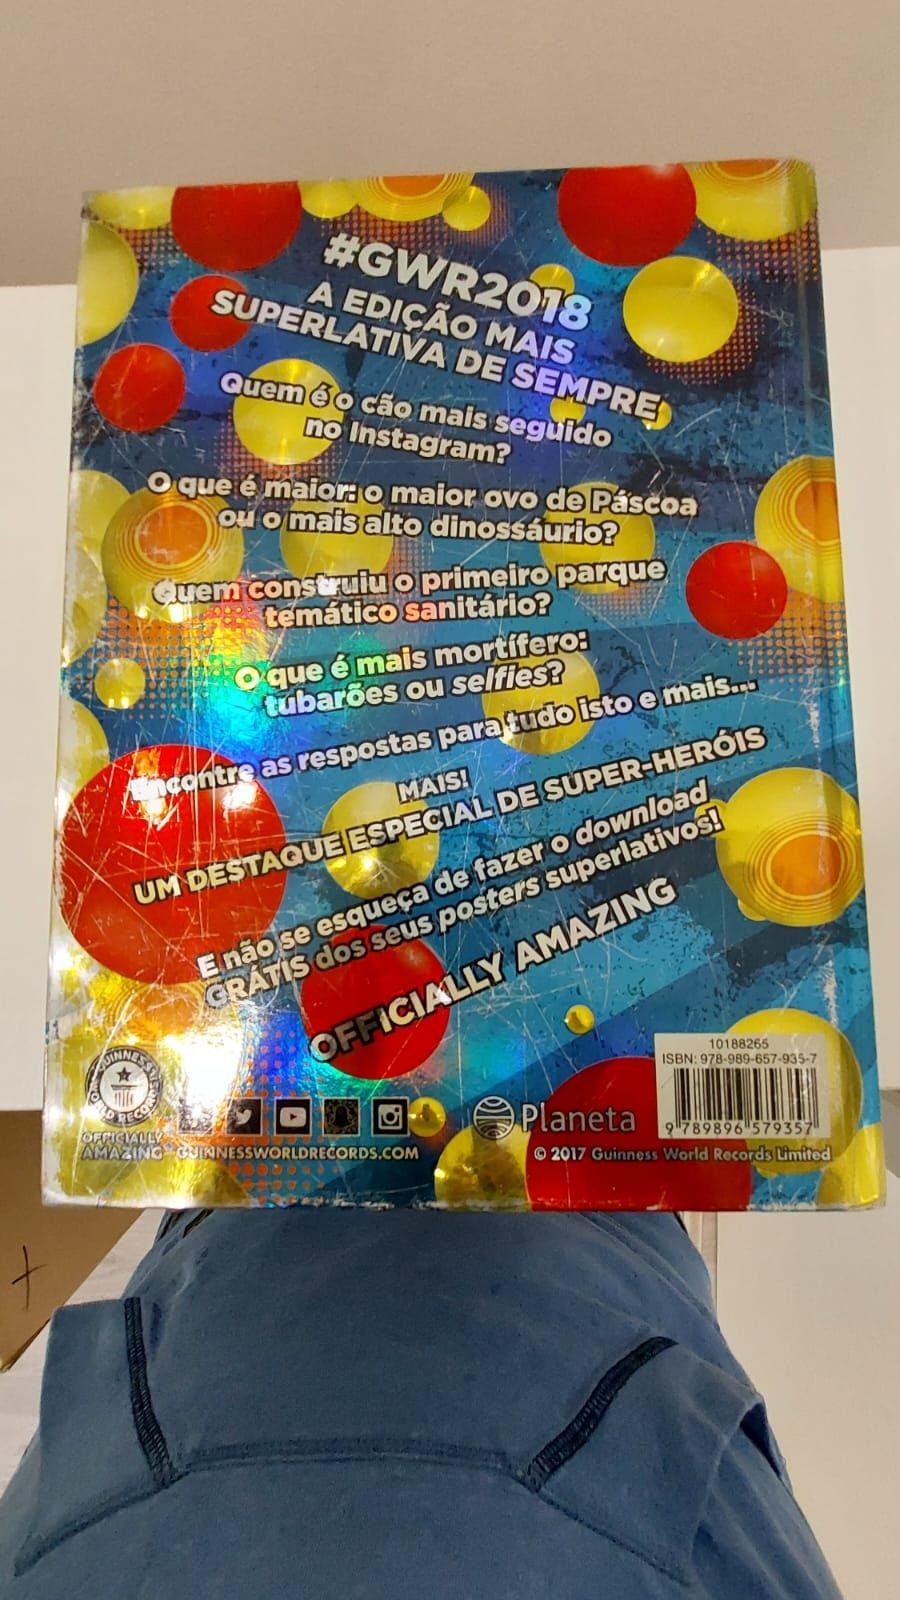 #GWR2018
A EDIÇÃO MAIS
SUPERLATIVA DE SEMPRE
Quem é o cão mais seguido
no Instagram?
O que é maior: o maior ovo de Páscoa
ou o mais alto dinossáurio?
Quem construiu o primeiro parque
temático sanitário?
O que é mais mortífero:
tubarões ou selfies?
Encontre as respostas para tudo isto e mais...
MAIS!
UM DESTAQUE ESPECIAL DE SUPER-HERÓIS
E não se esqueça de fazer o download
GRÁTIS dos seus posters superlativos!
OFFICIALLY AMAZING
GUINNESS
WORLD RECORDS
OFFICIALLY
AMAZING
GUINNESSWORLDRECORDS.COM
Planeta
10188265
ISBN: 978-989-657-935-7
9 789896 579357
© 2017 Guinness World Records Limited